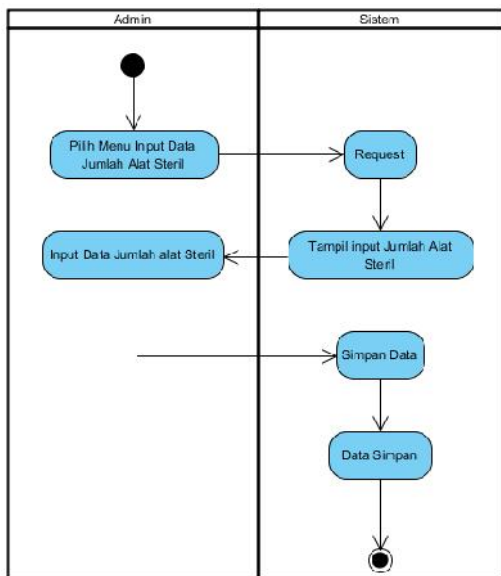 Admin
Sistem
Pilih Menu Input Data
Jumlah Alat Steril
Request
Input Data Jumlah alat Steril
Tampil input Jumlah Alat
Steril
Simpan Data
Data Simpan